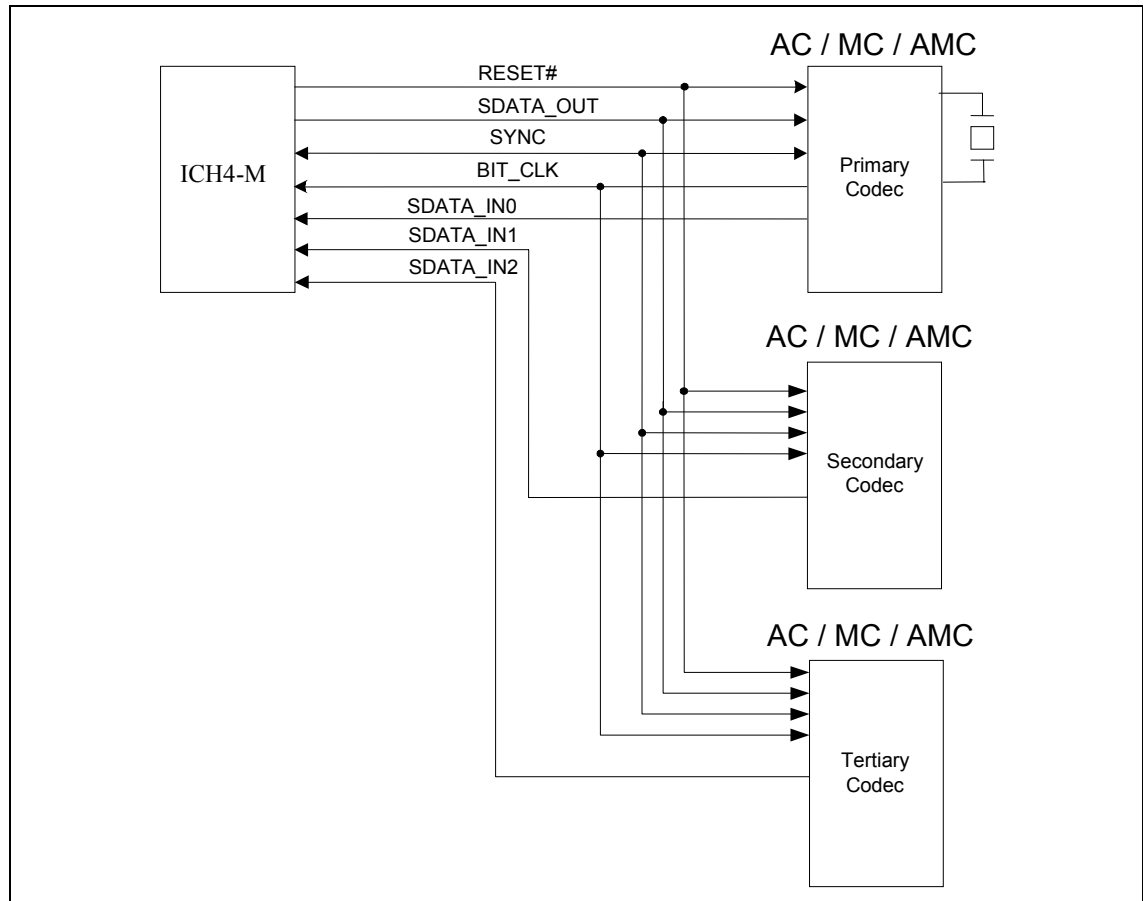 AC / MC / AMC
RESET#
SDATA_OUT
SYNC
BIT_CLK
SDATA_IN0
SDATA_IN1
SDATA_IN2
ICH4-M
Primary
Codec
AC / MC / AMC
Secondary
Codec
AC / MC / AMC
Tertiary
Codec